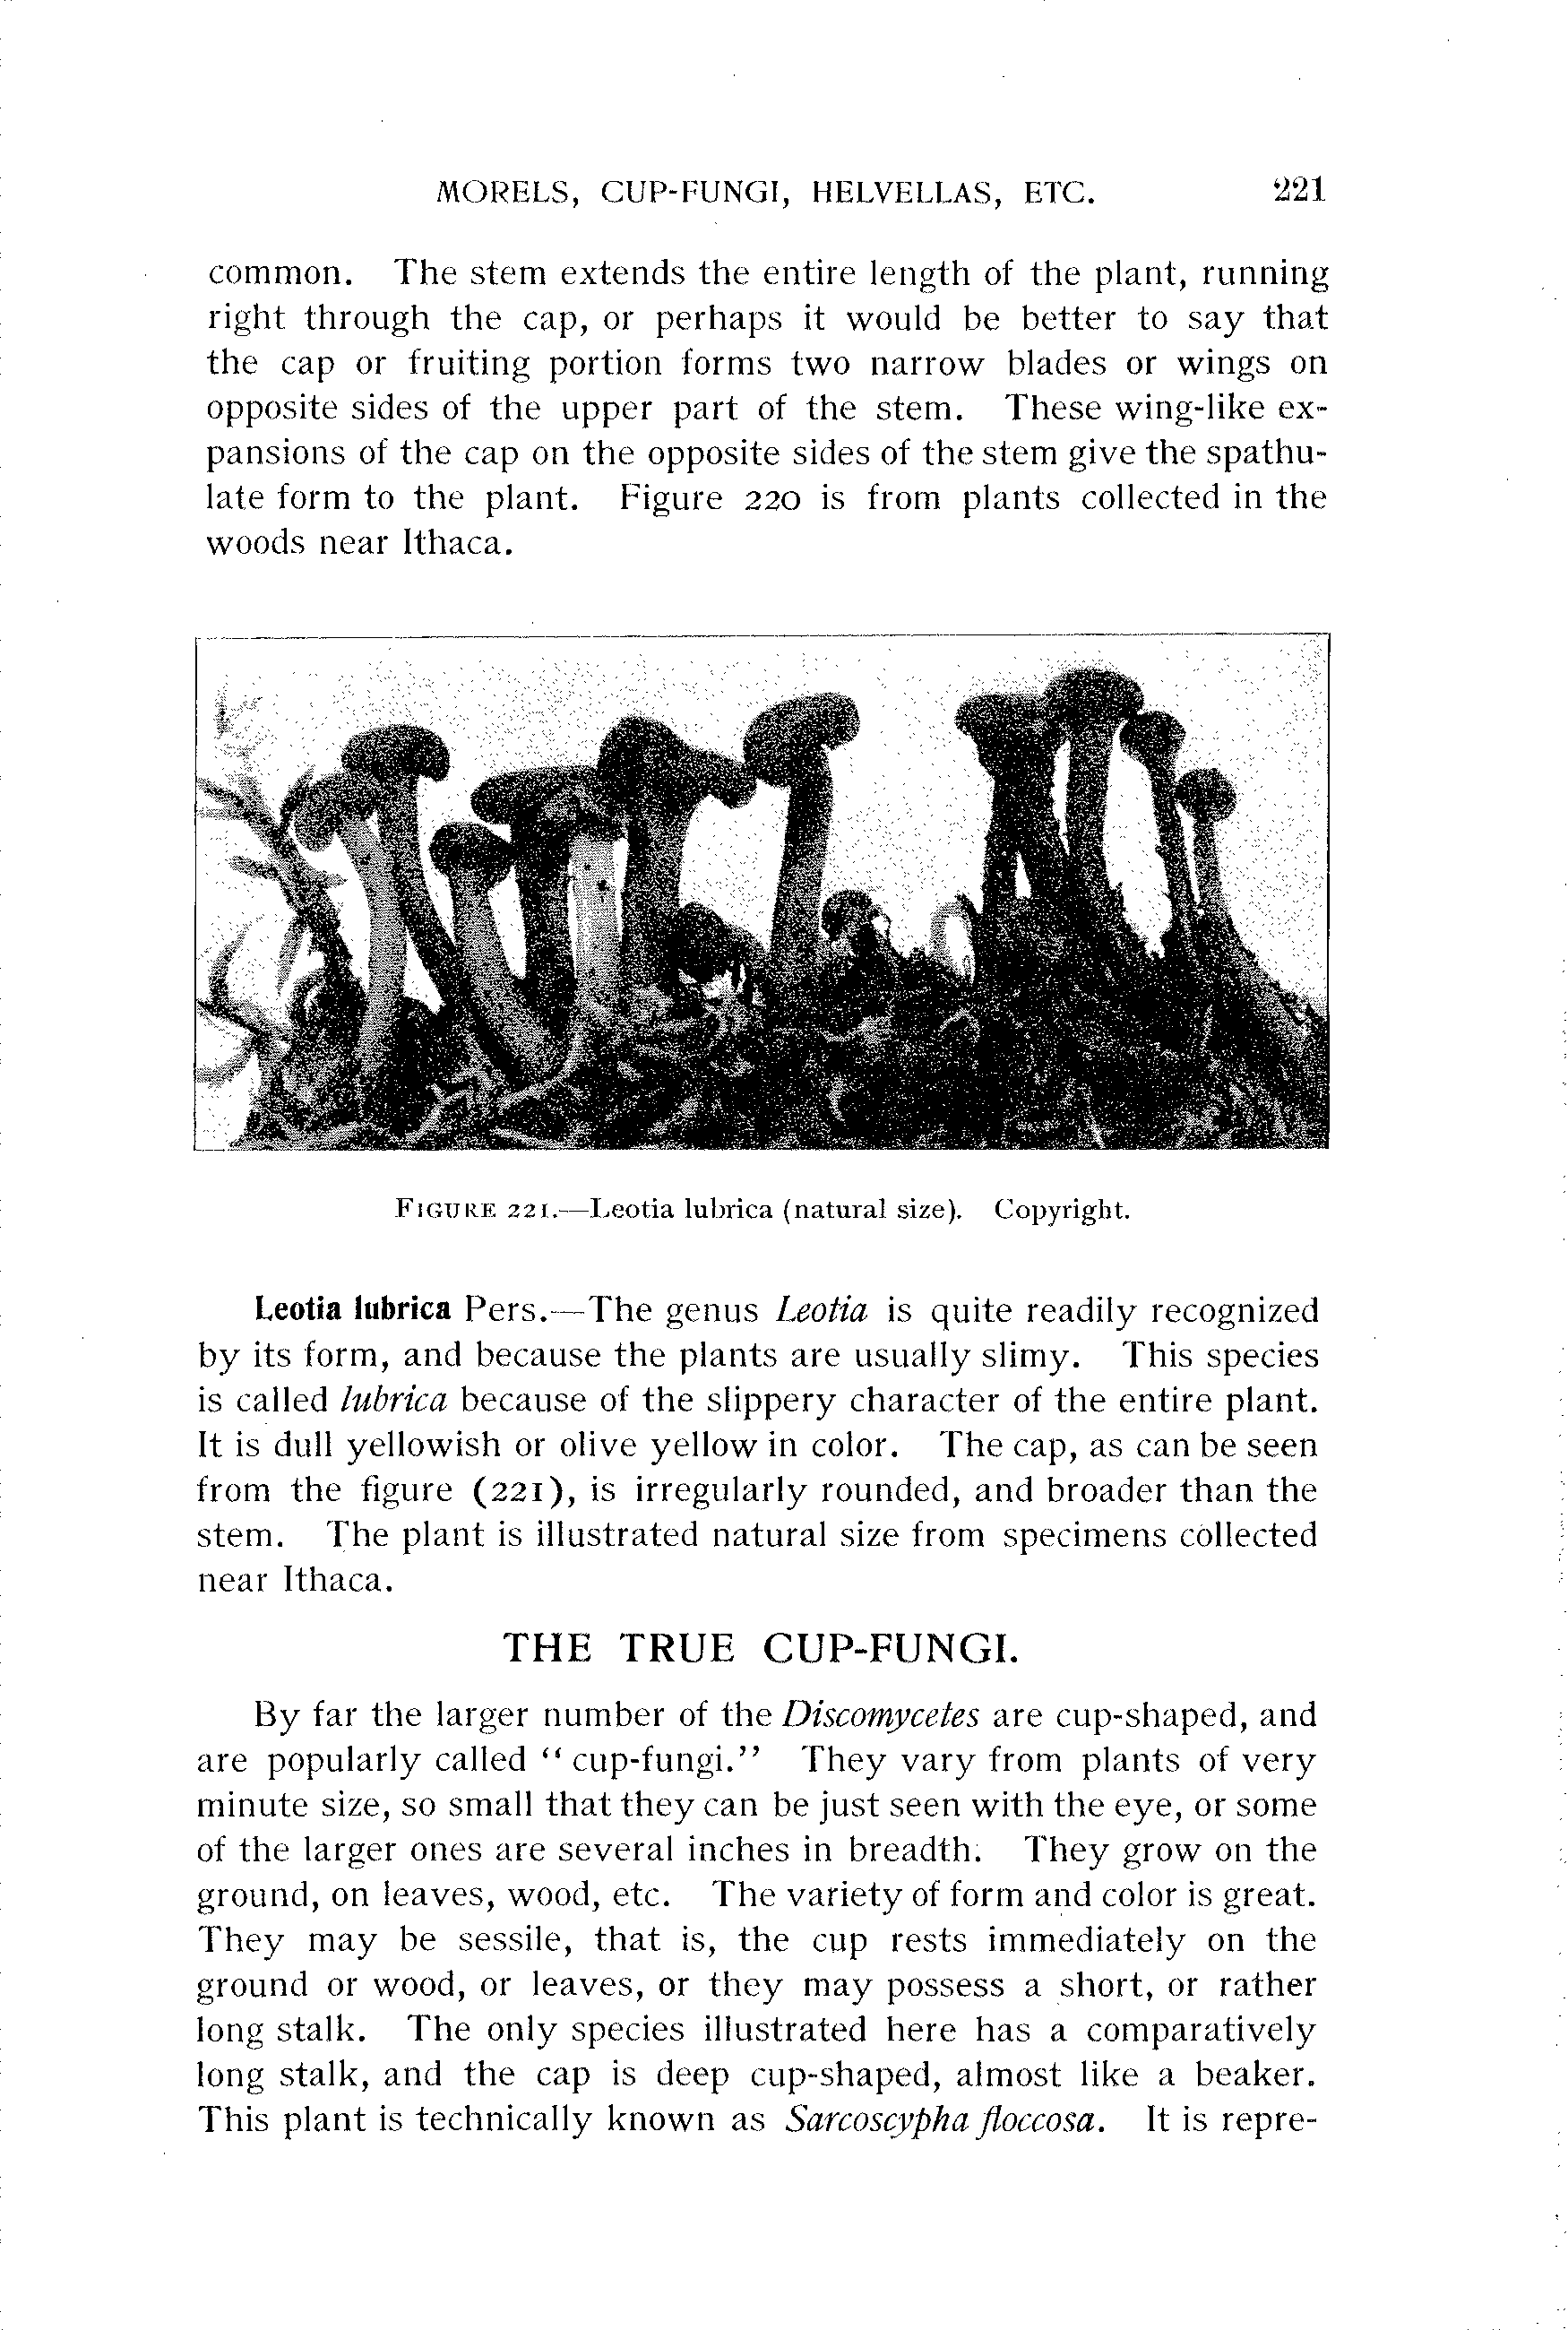 MORELS, CUP-FUNGI, HELVELLAS, ETC. 221
common. The stem extends the entire length of the plant, running
right through the cap, or perhaps it would be better to say that
the cap or fruiting portion forms two narrow blades or wings on
opposite sides of the upper part of the stem. These wing-like ex-
pansions of the cap on the opposite sides of the stem give the spathu-
late form to the plant. Figure 220 is from plants collected in the
woods near Ithaca.
FIGURE 221.—Leotia lubrica (natural size). Copyright.
Leotia lubrica Pers.—The genus Leotia is quite readily recognized
by its form, and because the plants are usually slimy. This species
is called lubrica because of the slippery character of the entire plant.
It is dull yellowish or olive yellow in color. The cap, as can be seen
from the figure (221), is irregularly rounded, and broader than the
stem. The plant is illustrated natural size from specimens collected
near Ithaca.
THE TRUE CUP-FUNGI.
By far the larger number of the Discomycetes are cup-shaped, and
are popularly called “cup-fungi.” They vary from plants of very
minute size, so small that they can be just seen with the eye, or some
of the larger ones are several inches in breadth. They grow on the
ground, on leaves, wood, etc. The variety of form and color is great.
They may be sessile, that is, the cup rests immediately on the
ground or wood, or leaves, or they may possess a short, or rather
long stalk. The only species illustrated here has a comparatively
long stalk, and the cap is deep cup-shaped, almost like a beaker.
This plant is technically known as Sarcoscypha floccosa. It is repre-